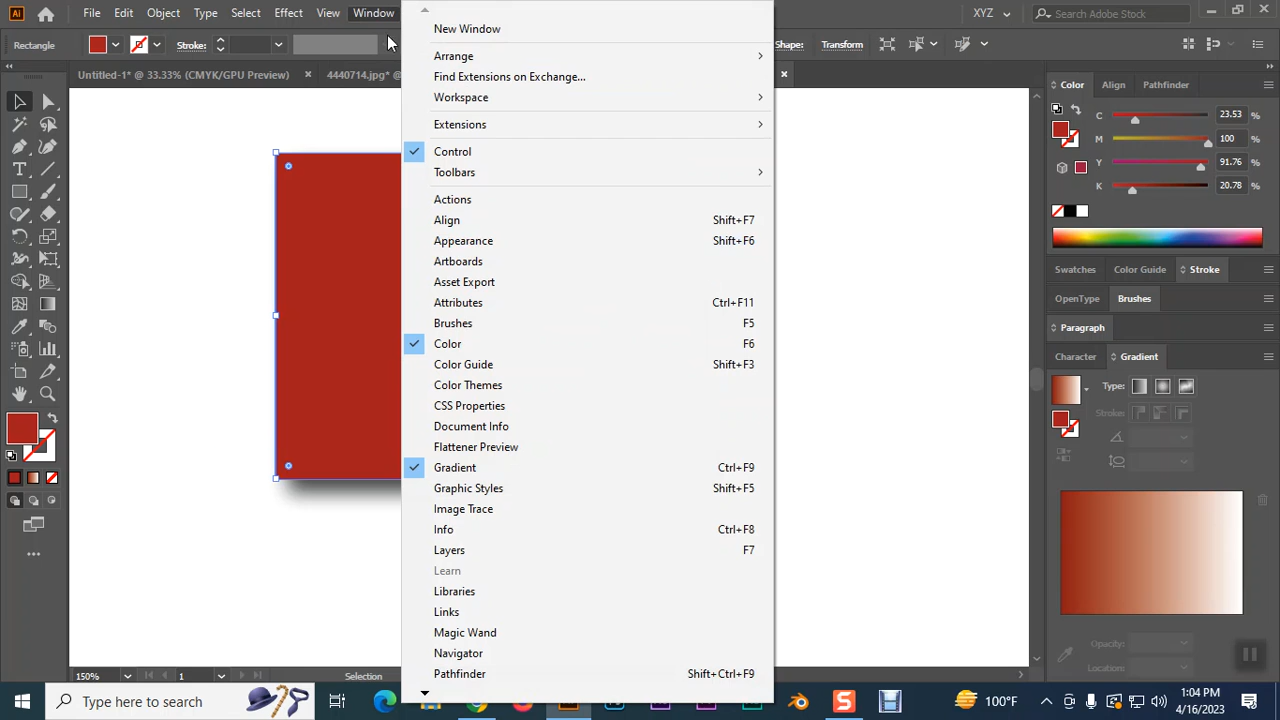 Ai File Edit Object Type Select Effect View Window XYZ Search Adobe Stock
Rectangle Stroke: Shape: Transform
Untitled-1* @ 33.33% (CMYK/GPU Preview) × 4440714.jpg* @ ×
New Window
Arrange
Find Extensions on Exchange...
Workspace
Extensions
Control
Toolbars
Actions
Align Shift+F7
Appearance Shift+F6
Artboards
Asset Export
Attributes Ctrl+F11
Brushes F5
Color F6
Color Guide Shift+F3
Color Themes
CSS Properties
Document Info
Flattener Preview
Gradient Ctrl+F9
Graphic Styles Shift+F5
Image Trace
Info Ctrl+F8
Layers F7
Learn
Libraries
Links
Magic Wand
Navigator
Pathfinder Shift+Ctrl+F9
Color Align Pathfinder
C 23.53 %
M 100 %
Y 91.76 %
K 20.78 %
Swatches Color Guide Stroke
OpenType Brushes
Paragraph
Character Gradient
Type:
Strokes:
Opacity:
Location:
150% 1 Selection
Type here to search 100°F 1:04 PM
4/16/2023